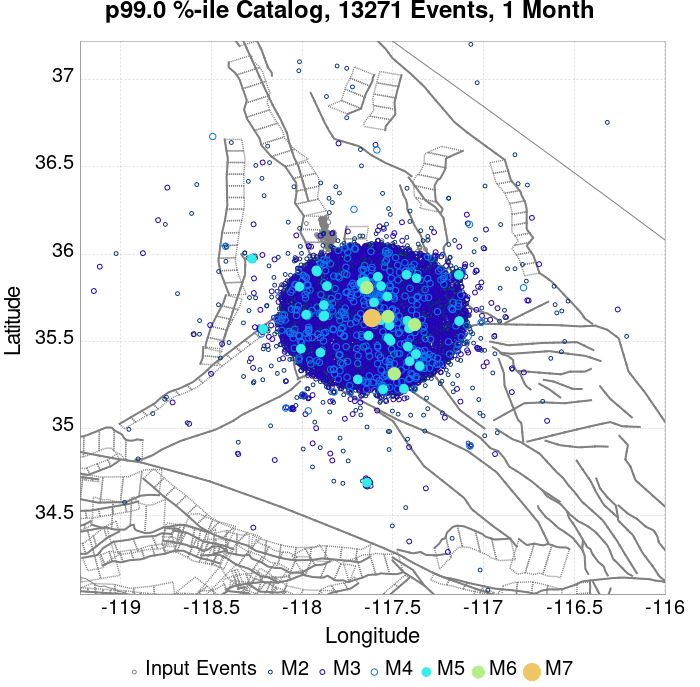 p99.0 %-ile Catalog, 13271 Events, 1 Month
37
36.5
36
35.5
35
34.5
Latitude
-119
-118.5
-118
-117.5
-117
-116.5
-116
Longitude
Input Events
M2
M3
M4
M5
M6
M7